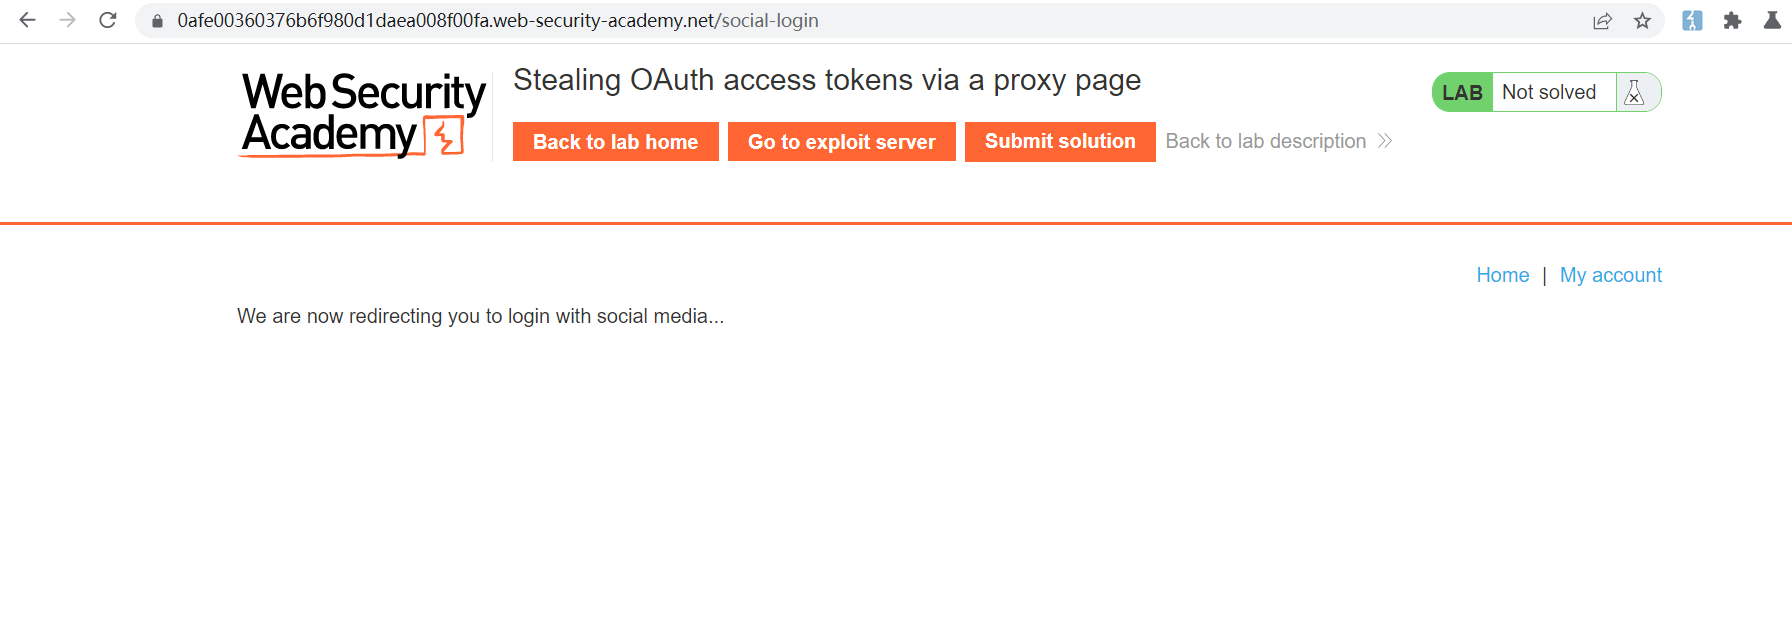 0afe00360376b6f980d1daea008f00fa.web-security-academy.net/social-login
Web Security
Academy
Stealing OAuth access tokens via a proxy page
LAB Not solved
Back to lab home Go to exploit server Submit solution Back to lab description
Home | My account
We are now redirecting you to login with social media...